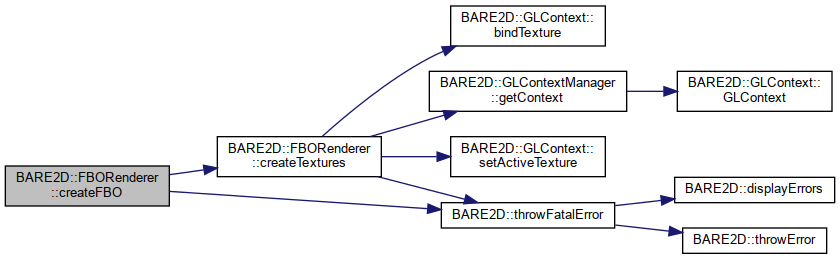 BARE2D::FBORenderer
::createFBO
BARE2D::FBORenderer
::createTextures
BARE2D::GLContext::
bindTexture
BARE2D::GLContextManager
::getContext
BARE2D::GLContext::
GLContext
BARE2D::GLContext::
setActiveTexture
BARE2D::throwFatalError
BARE2D::displayErrors
BARE2D::throwError